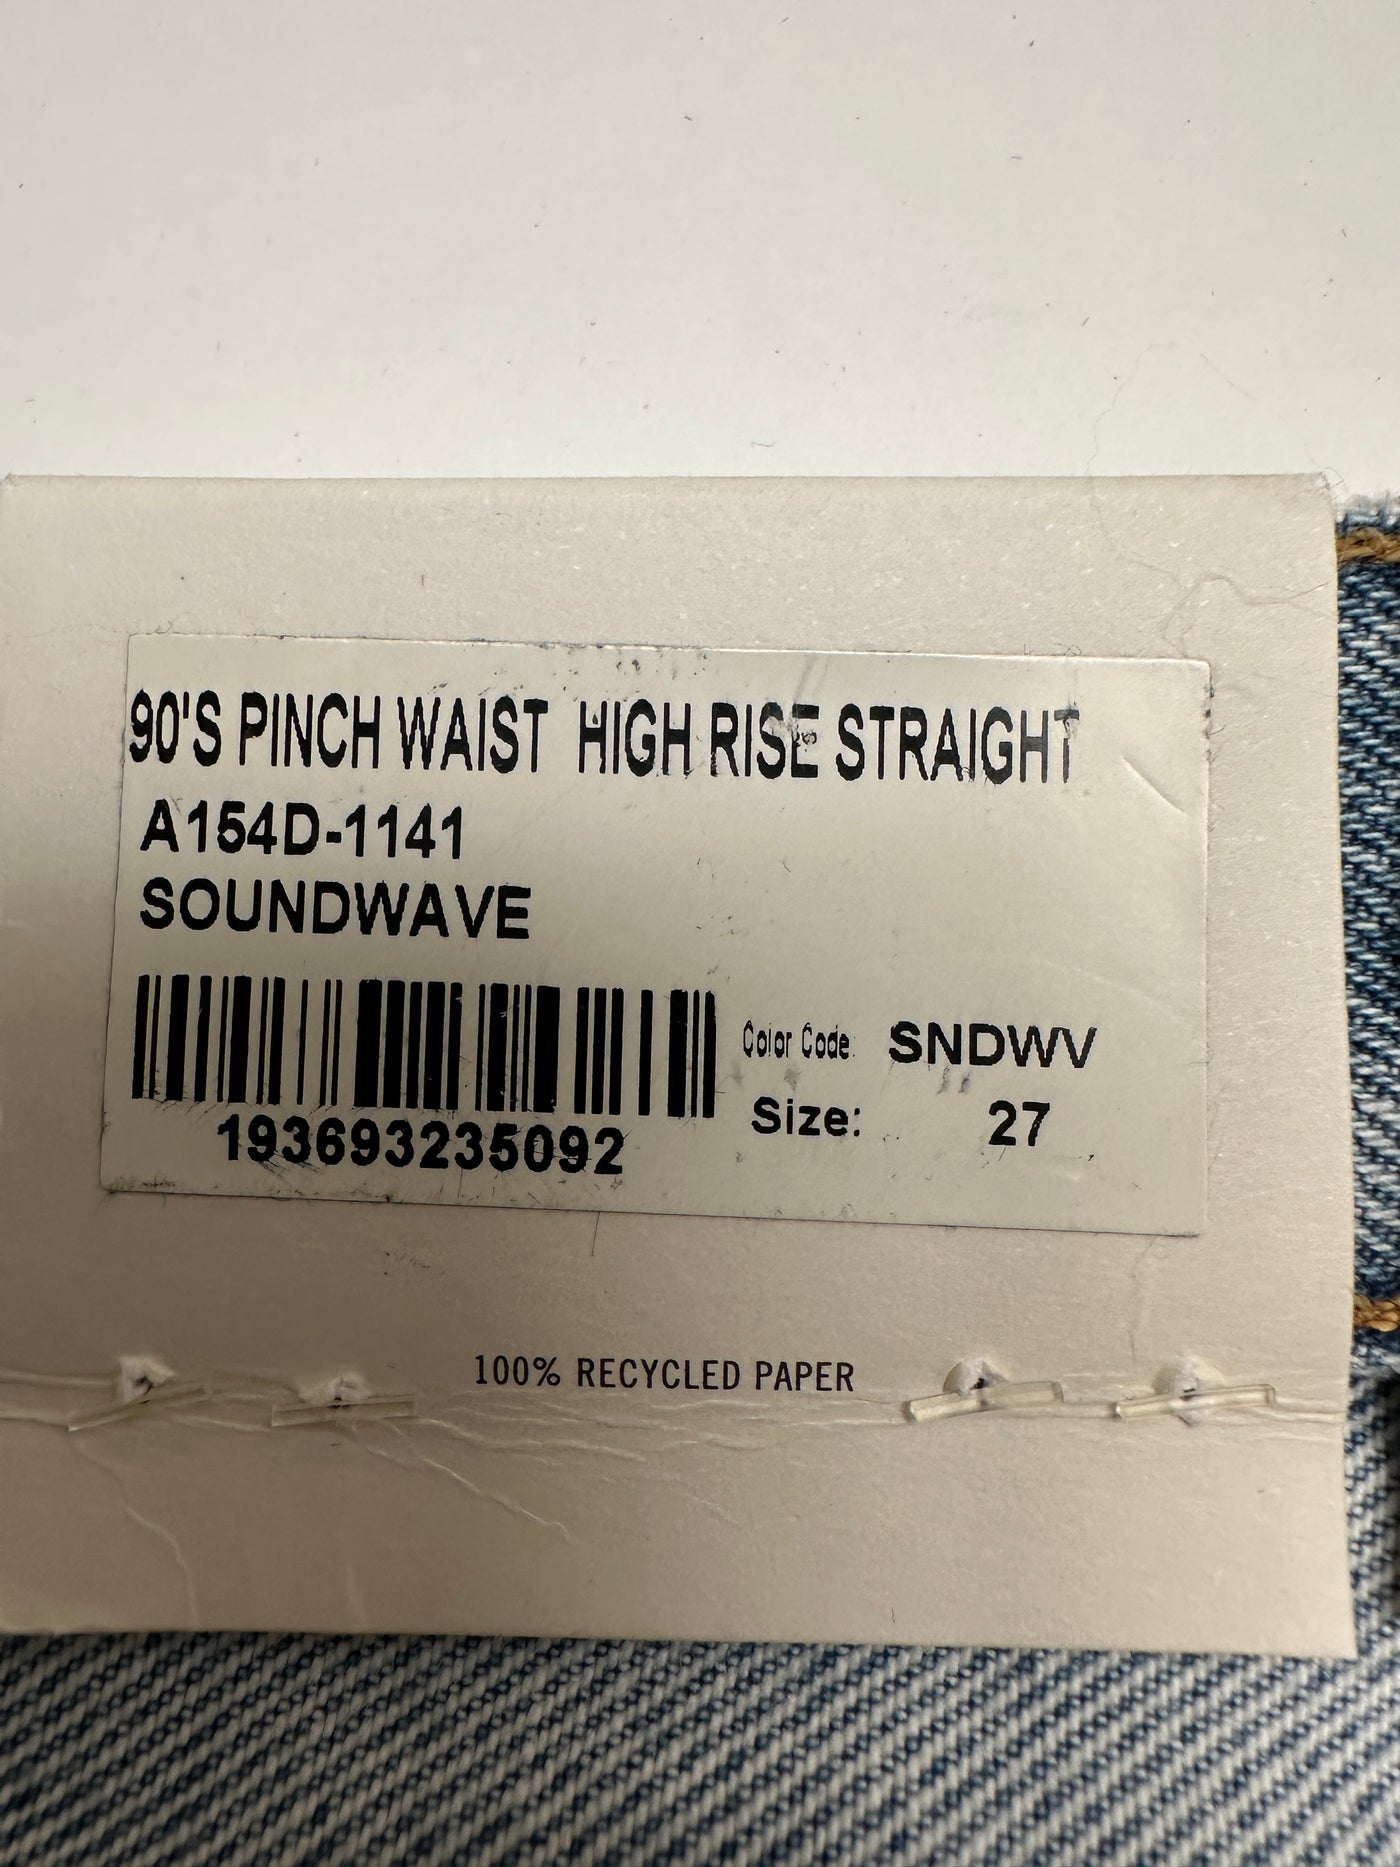 90'S PINCH WAIST HIGH RISE STRAIGHT
A154D-1141
SOUNDWAVE
Color Code: SNDWV
193693235092
Size: 27
100% RECYCLED PAPER